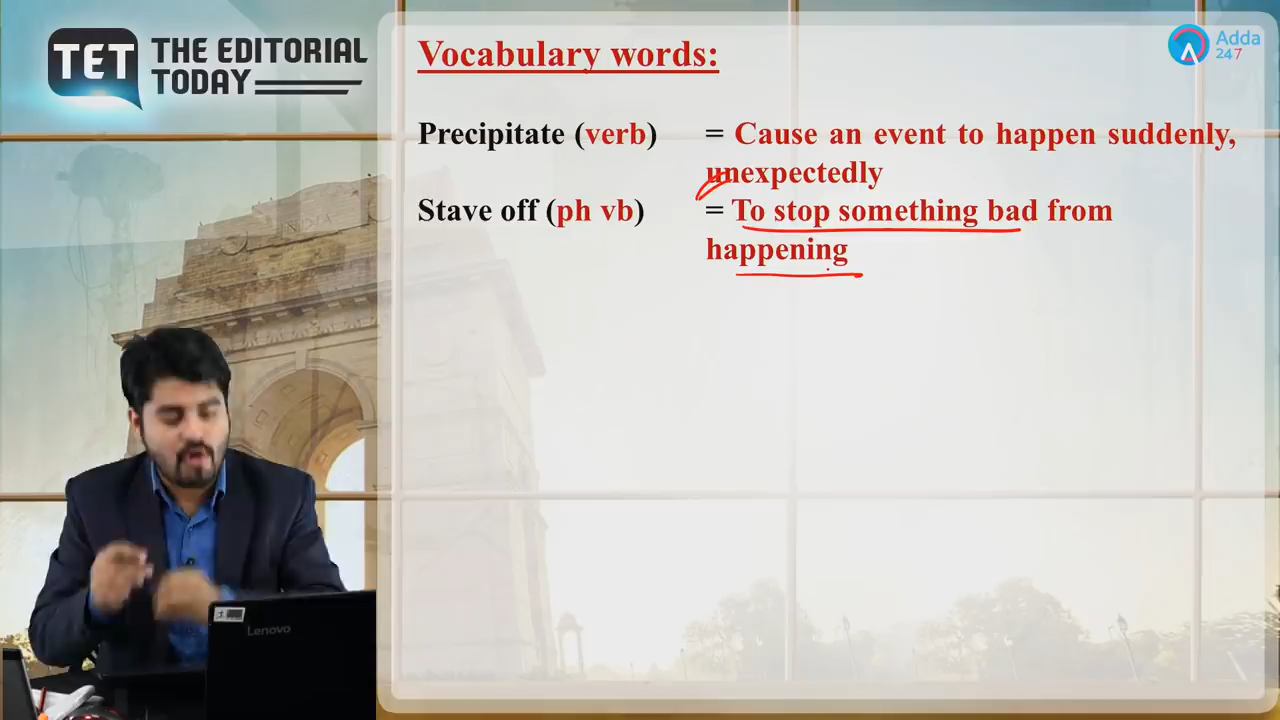 TET THE EDITORIAL
TODAY
Adda
247
Vocabulary words:
Precipitate (verb) = Cause an event to happen suddenly,
unexpectedly
Stave off (ph vb) = To stop something bad from
happening
Lenovo